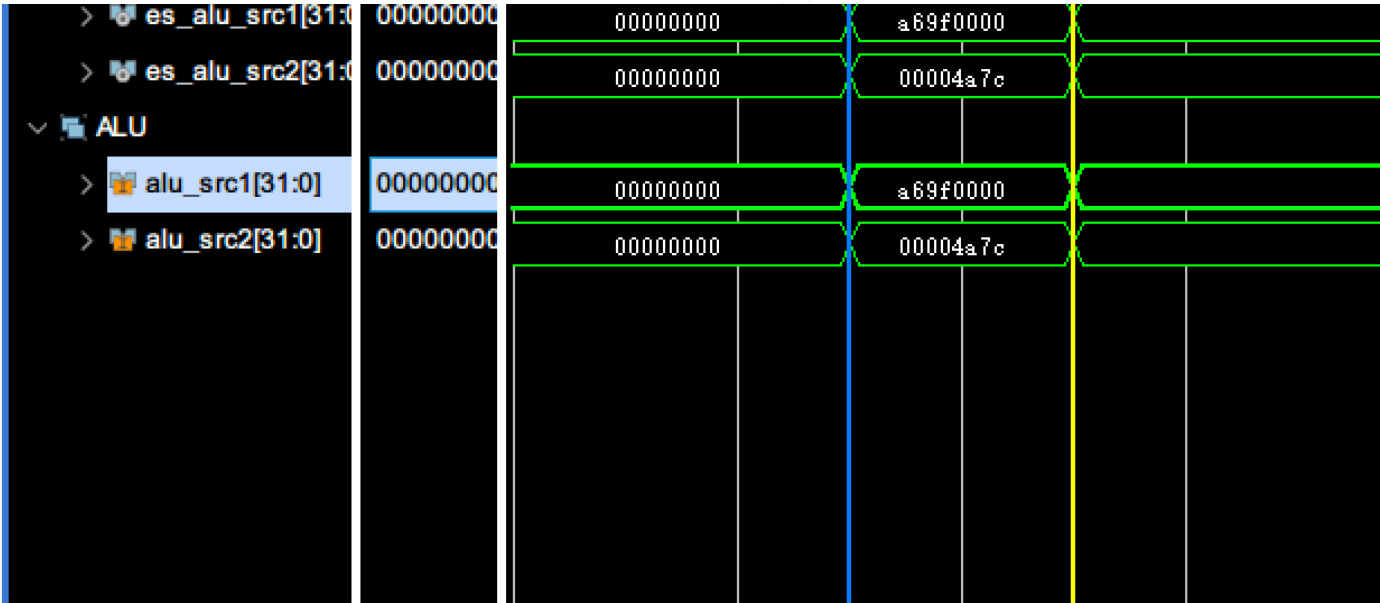 es_alu_src1[31:0 00000000 00000000 a69f0000
es_alu_src2[31:0 00000000 00000000 00004a7c
ALU
alu_src1[31:0] 00000000 00000000 a69f0000
alu_src2[31:0] 00000000 00000000 00004a7c